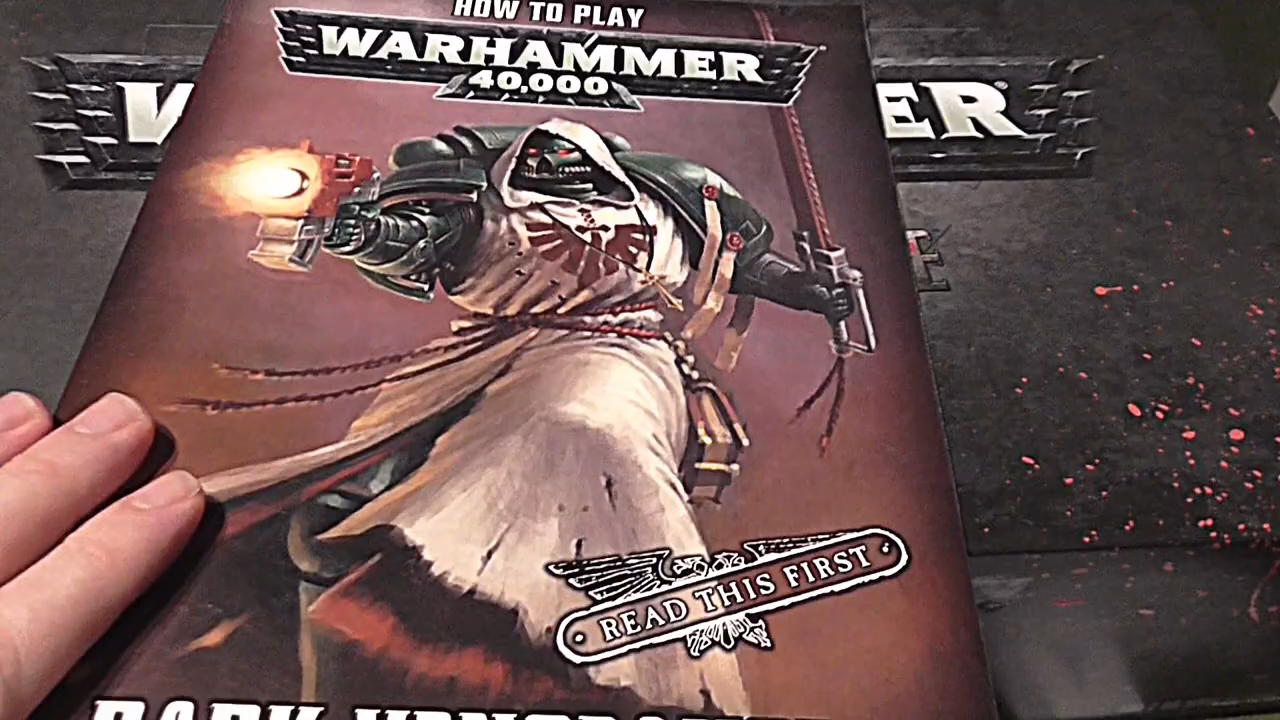 HOW TO PLAY
WARHAMMER
40,000
READ THIS FIRST